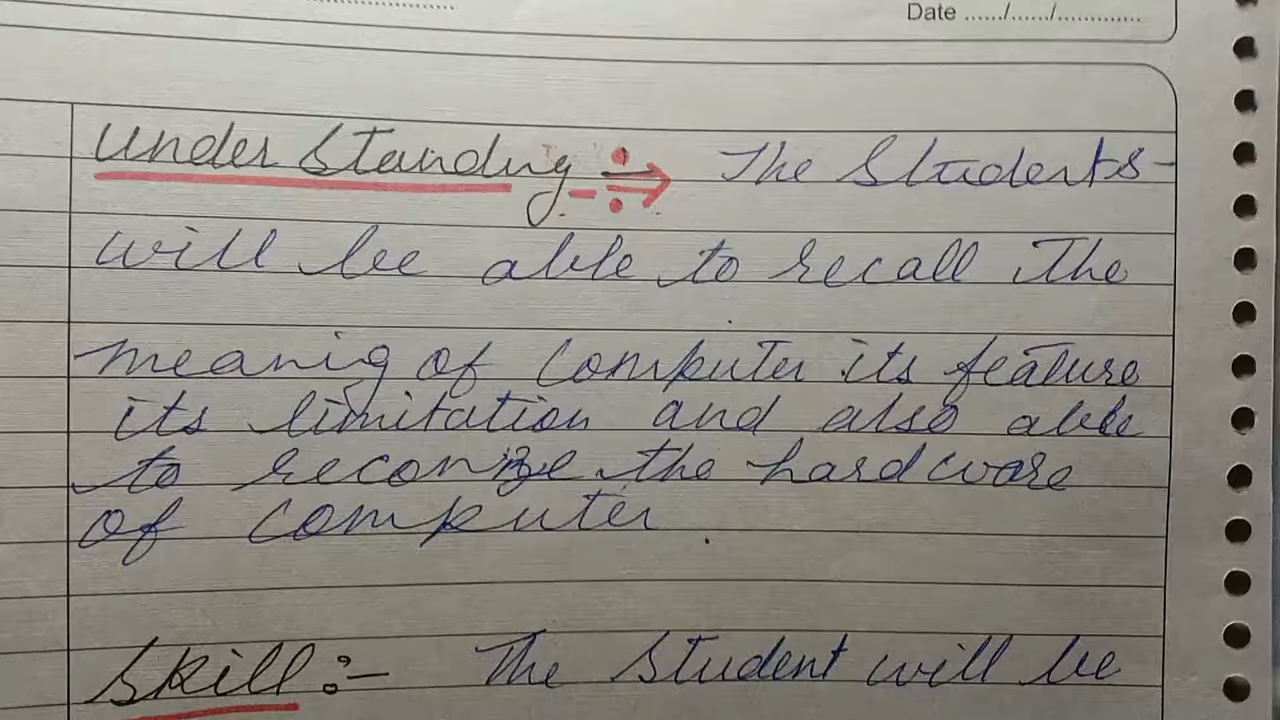 Date ....../....../.............
Under Standing ÷⇒ The Students
will be able to recall The
meanig of Computer its feature
its limitation and also able
to reconize the hardware
of Computer
Skill :- The Student will be